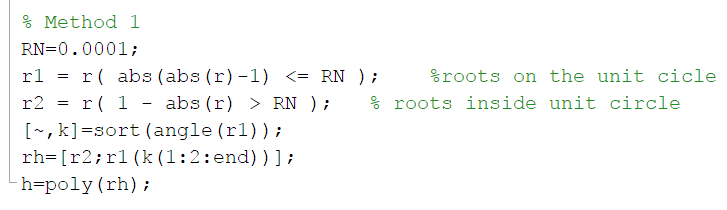 % Method 1
RN=0.0001;
r1 = r( abs(abs(r)-1) <= RN );    %roots on the unit cicle
r2 = r( 1 - abs(r) > RN );   % roots inside unit circle
[~,k]=sort(angle(r1));
rh=[r2;r1(k(1:2:end))];
h=poly(rh);